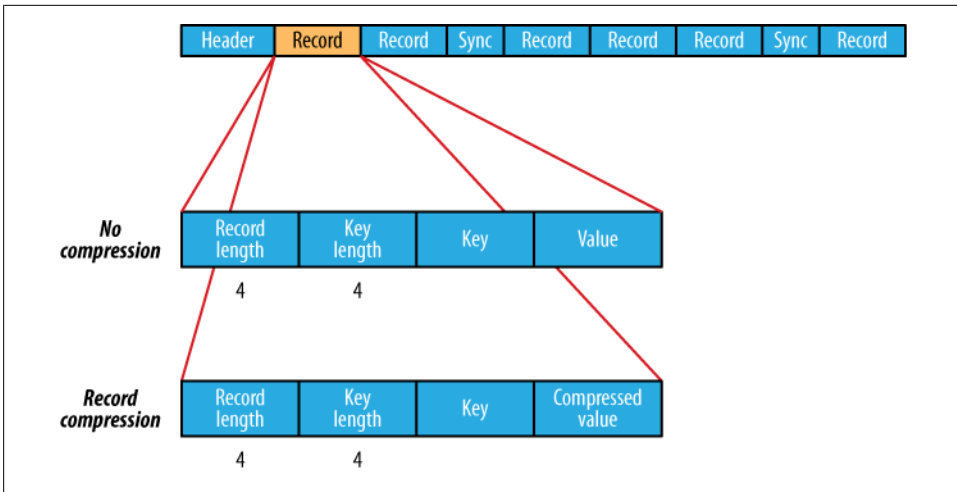 Header Record Record Sync Record Record Record Sync Record
No
compression
Record
length
Key
length
Key
Value
4 4
Record
compression
Record
length
Key
length
Key
Compressed
value
4 4